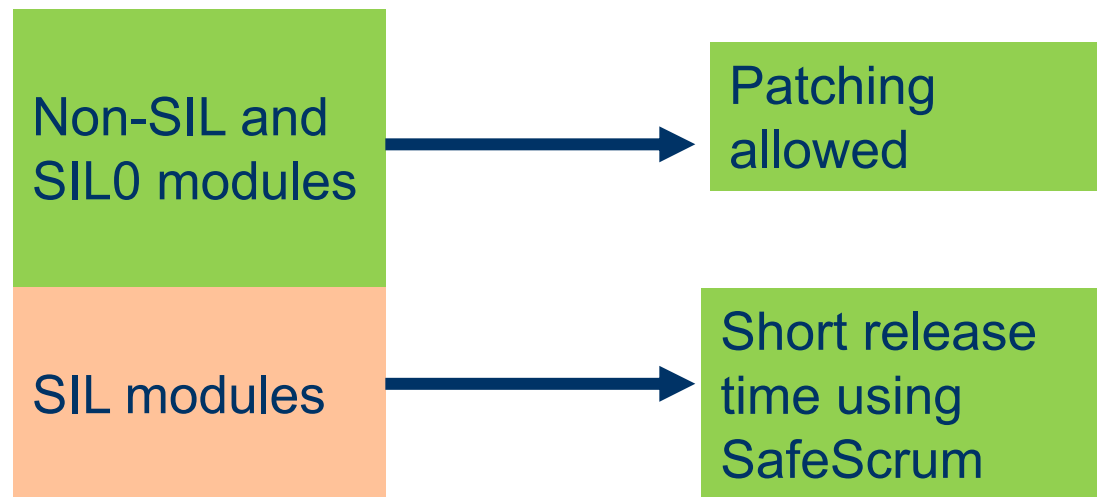 Non-SIL and
SIL0 modules
Patching
allowed
SIL modules
Short release
time using
SafeScrum